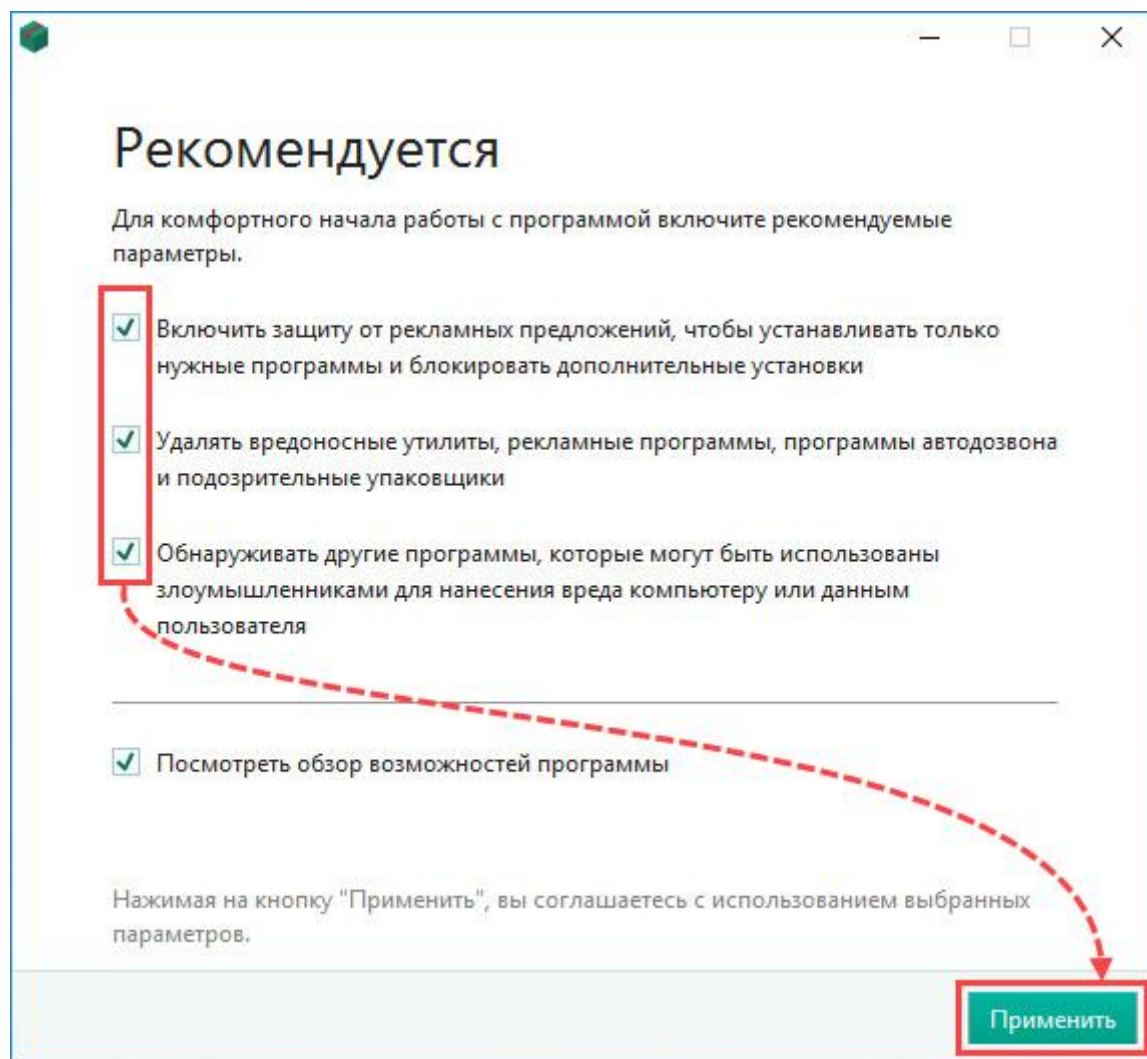 Рекомендуется
Для комфортного начала работы с программой включите рекомендуемые
параметры.
Включить защиту от рекламных предложений, чтобы устанавливать только
нужные программы и блокировать дополнительные установки
Удалять вредоносные утилиты, рекламные программы, программы автодозвона
и подозрительные упаковщики
Обнаруживать другие программы, которые могут быть использованы
злоумышленниками для нанесения вреда компьютеру или данным
пользователя
Посмотреть обзор возможностей программы
Нажимая на кнопку "Применить", вы соглашаетесь с использованием выбранных
параметров.
Применить